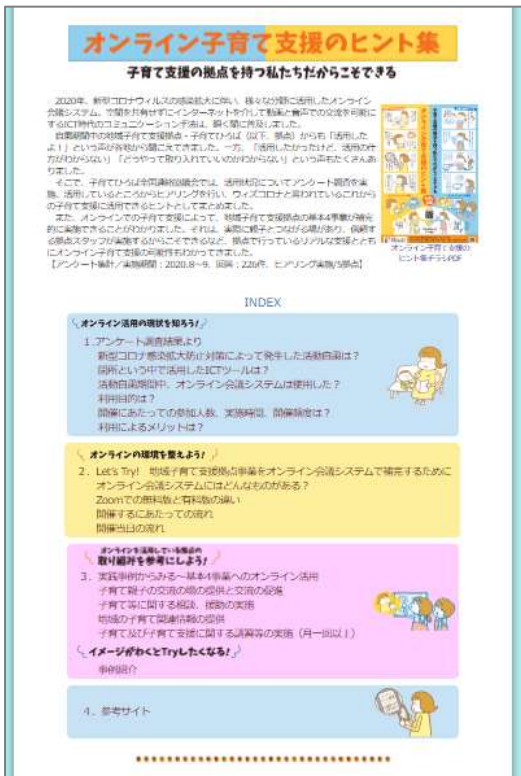 オンライン子育て支援のヒント集
子育て支援の拠点を持つ私たちだからこそできる
2020年、新型コロナウィルスの感染拡大に伴い、様々な分野に活用したオンライン
会議システム。空間を共有せずにインターネットを介して動画と音声での交流を可能に
するICT時代のコミュニケーション手法は、瞬く間に普及しました。
自粛期間中の地域子育て支援拠点・子育てひろば（以下、拠点）からも「活用した
よ！」という声が各地から聞こえてきました。一方、「活用したかったけど、活用の仕
方がわからない」「どうやって取り入れていいのかわからない」という声もたくさんあ
りました。
そこで、子育てひろば全国連絡協議会では、活用状況についてアンケート調査を実
施、活用しているところからヒアリングを行い、ウィズコロナと言われているこれから
の子育て支援に活用できるヒントとしてまとめました。
また、オンラインでの子育て支援によって、地域子育て支援拠点の基本4事業が補完
的に実施できることがわかりました。それは、実際に親子とつながる場があり、信頼す
る拠点スタッフが実施するからこそできるなど、拠点で行っているリアルな支援ととも
にオンライン子育て支援の可能性もわかってきました。
【アンケート集計／実施期間：2020.8～9、回答：226件、ヒアリング実施/5拠点】
オンライン子育て支援の
ヒント集チラシPDF
INDEX
オンライン活用の現状を知ろう！
1.アンケート調査結果より
新型コロナ感染拡大防止対策によって発生した活動自粛は？
閉所という中で活用したICTツールは？
活動自粛期間中、オンライン会議システムは使用した？
利用目的は？
開催にあたっての参加人数、実施時間、開催頻度は？
利用によるメリットは？
オンラインの環境を整えよう！
2．Let's Try!　地域子育て支援拠点事業をオンライン会議システムで補完するために
オンライン会議システムにはどんなものがある？
Zoomでの無料版と有料版の違い
開催するにあたっての流れ
開催当日の流れ
オンラインを活用している拠点の
取り組みを参考にしよう！
3．実践事例からみる～基本4事業へのオンライン活用
子育て親子の交流の場の提供と交流の促進
子育て等に関する相談、援助の実施
地域の子育て関連情報の提供
子育て及び子育て支援に関する講習等の実施（月一回以上）
イメージがわくとTryしたくなる！
事例紹介
4．参考サイト